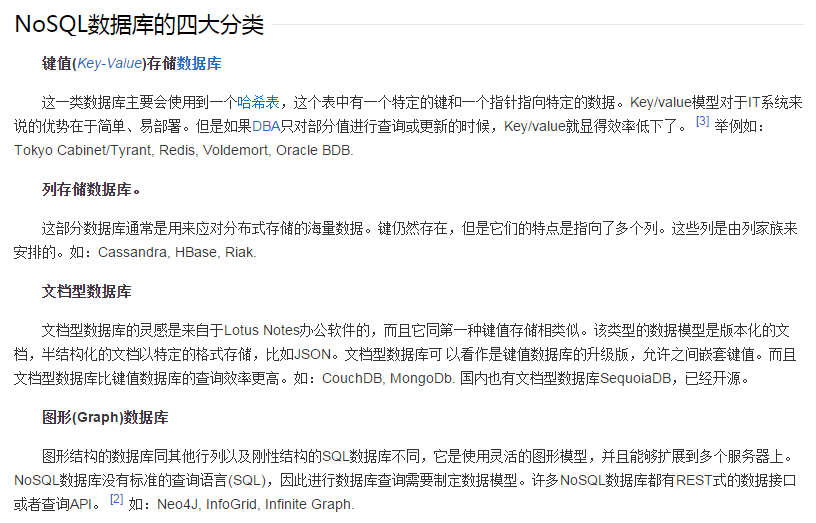 NoSQL数据库的四大分类
键值(Key-Value)存储数据库
这一类数据库主要会使用到一个哈希表，这个表中有一个特定的键和一个指针指向特定的数据。Key/value模型对于IT系统来
说的优势在于简单、易部署。但是如果DBA只对部分值进行查询或更新的时候，Key/value就显得效率低下了。 [3] 举例如：
Tokyo Cabinet/Tyrant, Redis, Voldemort, Oracle BDB.
列存储数据库。
这部分数据库通常是用来应对分布式存储的海量数据。键仍然存在，但是它们的特点是指向了多个列。这些列是由列家族来
安排的。如：Cassandra, HBase, Riak.
文档型数据库
文档型数据库的灵感是来自于Lotus Notes办公软件的，而且它同第一种键值存储相类似。该类型的数据模型是版本化的文
档，半结构化的文档以特定的格式存储，比如JSON。文档型数据库可 以看作是键值数据库的升级版，允许之间嵌套键值。而且
文档型数据库比键值数据库的查询效率更高。如：CouchDB, MongoDb. 国内也有文档型数据库SequoiaDB，已经开源。
图形(Graph)数据库
图形结构的数据库同其他行列以及刚性结构的SQL数据库不同，它是使用灵活的图形模型，并且能够扩展到多个服务器上。
NoSQL数据库没有标准的查询语言(SQL)，因此进行数据库查询需要制定数据模型。许多NoSQL数据库都有REST式的数据接口
或者查询API。 [2] 如：Neo4J, InfoGrid, Infinite Graph.